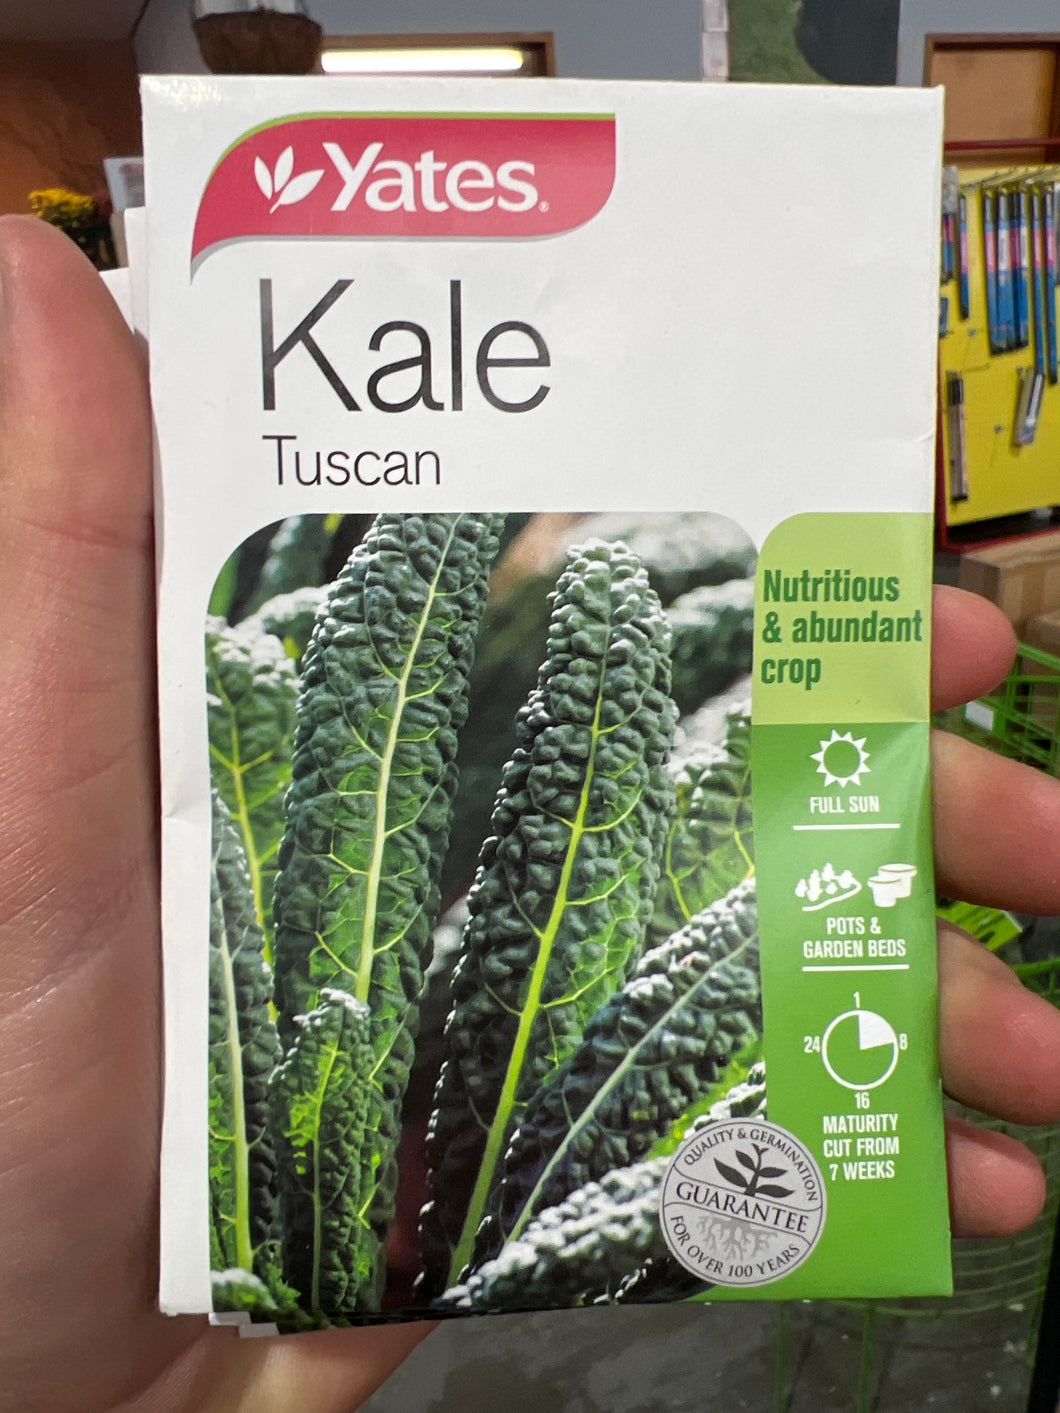 Yates®
Kale
Tuscan
Nutritious
& abundant
crop
FULL SUN
POTS &
GARDEN BEDS
1
24
8
16
MATURITY
CUT FROM
7 WEEKS
QUALITY & GERMINATION
GUARANTEE
FOR OVER 100 YEARS